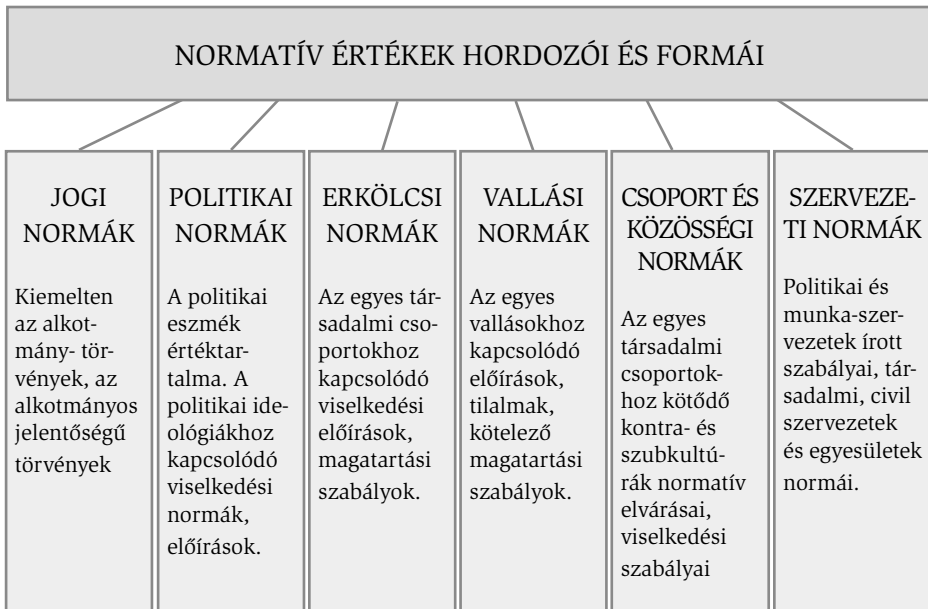 NORMATÍV ÉRTÉKEK HORDOZÓI ÉS FORMÁI
JOGI
NORMÁK
Kiemelten
az alkot-
mány- tör-
vények, az
alkotmányos
jelentőségű
törvények
POLITIKAI
NORMÁK
A politikai
eszmék
értéktar-
talma. A
politikai ide-
ológiákhoz
kapcsolódó
viselkedési
normák,
előírások.
ERKÖLCSI
NORMÁK
Az egyes tár-
sadalmi cso-
portokhoz
kapcsolódó
viselkedési
előírások,
magatartási
szabályok.
VALLÁSI
NORMÁK
Az egyes
vallásokhoz
kapcsolódó
előírások,
tilalmak,
kötelező
magatartási
szabályok.
CSOPORT ÉS
KÖZÖSSÉGI
NORMÁK
Az egyes
társadalmi
csoportok-
hoz kötődő
kontra- és
szubkultú-
rák normatív
elvárásai,
viselkedési
szabályai
SZERVEZE-
TI NORMÁK
Politikai és
munka-szer-
vezetek írott
szabályai, tár-
sadalmi, civil
szervezetek
és egyesületek
normái.